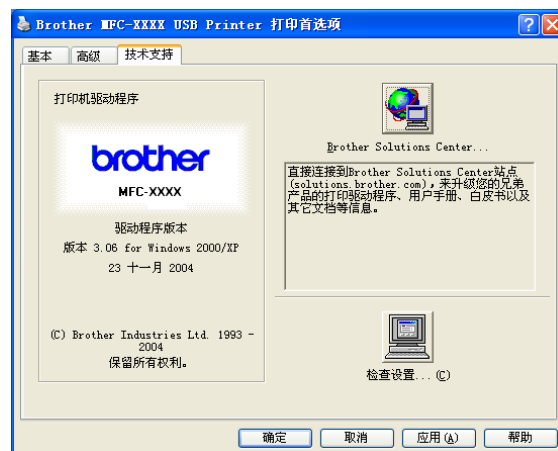 Brother MFC-XXXX USB Printer 打印首选项
基本
高级
技术支持
打印机驱动程序
brother
MFC-XXXX
驱动程序版本
版本 3.06 for Windows 2000/XP
23 十一月 2004
(C) Brother Industries Ltd. 1993 -
2004
保留所有权利。
Brother Solutions Center...
直接连接到Brother Solutions Center站点
(solutions.brother.com)，来升级您的兄弟
产品的打印驱动程序、用户手册、白皮书以及
其它文档等信息。
检查设置... (C)
确定
取消
应用(A)
帮助